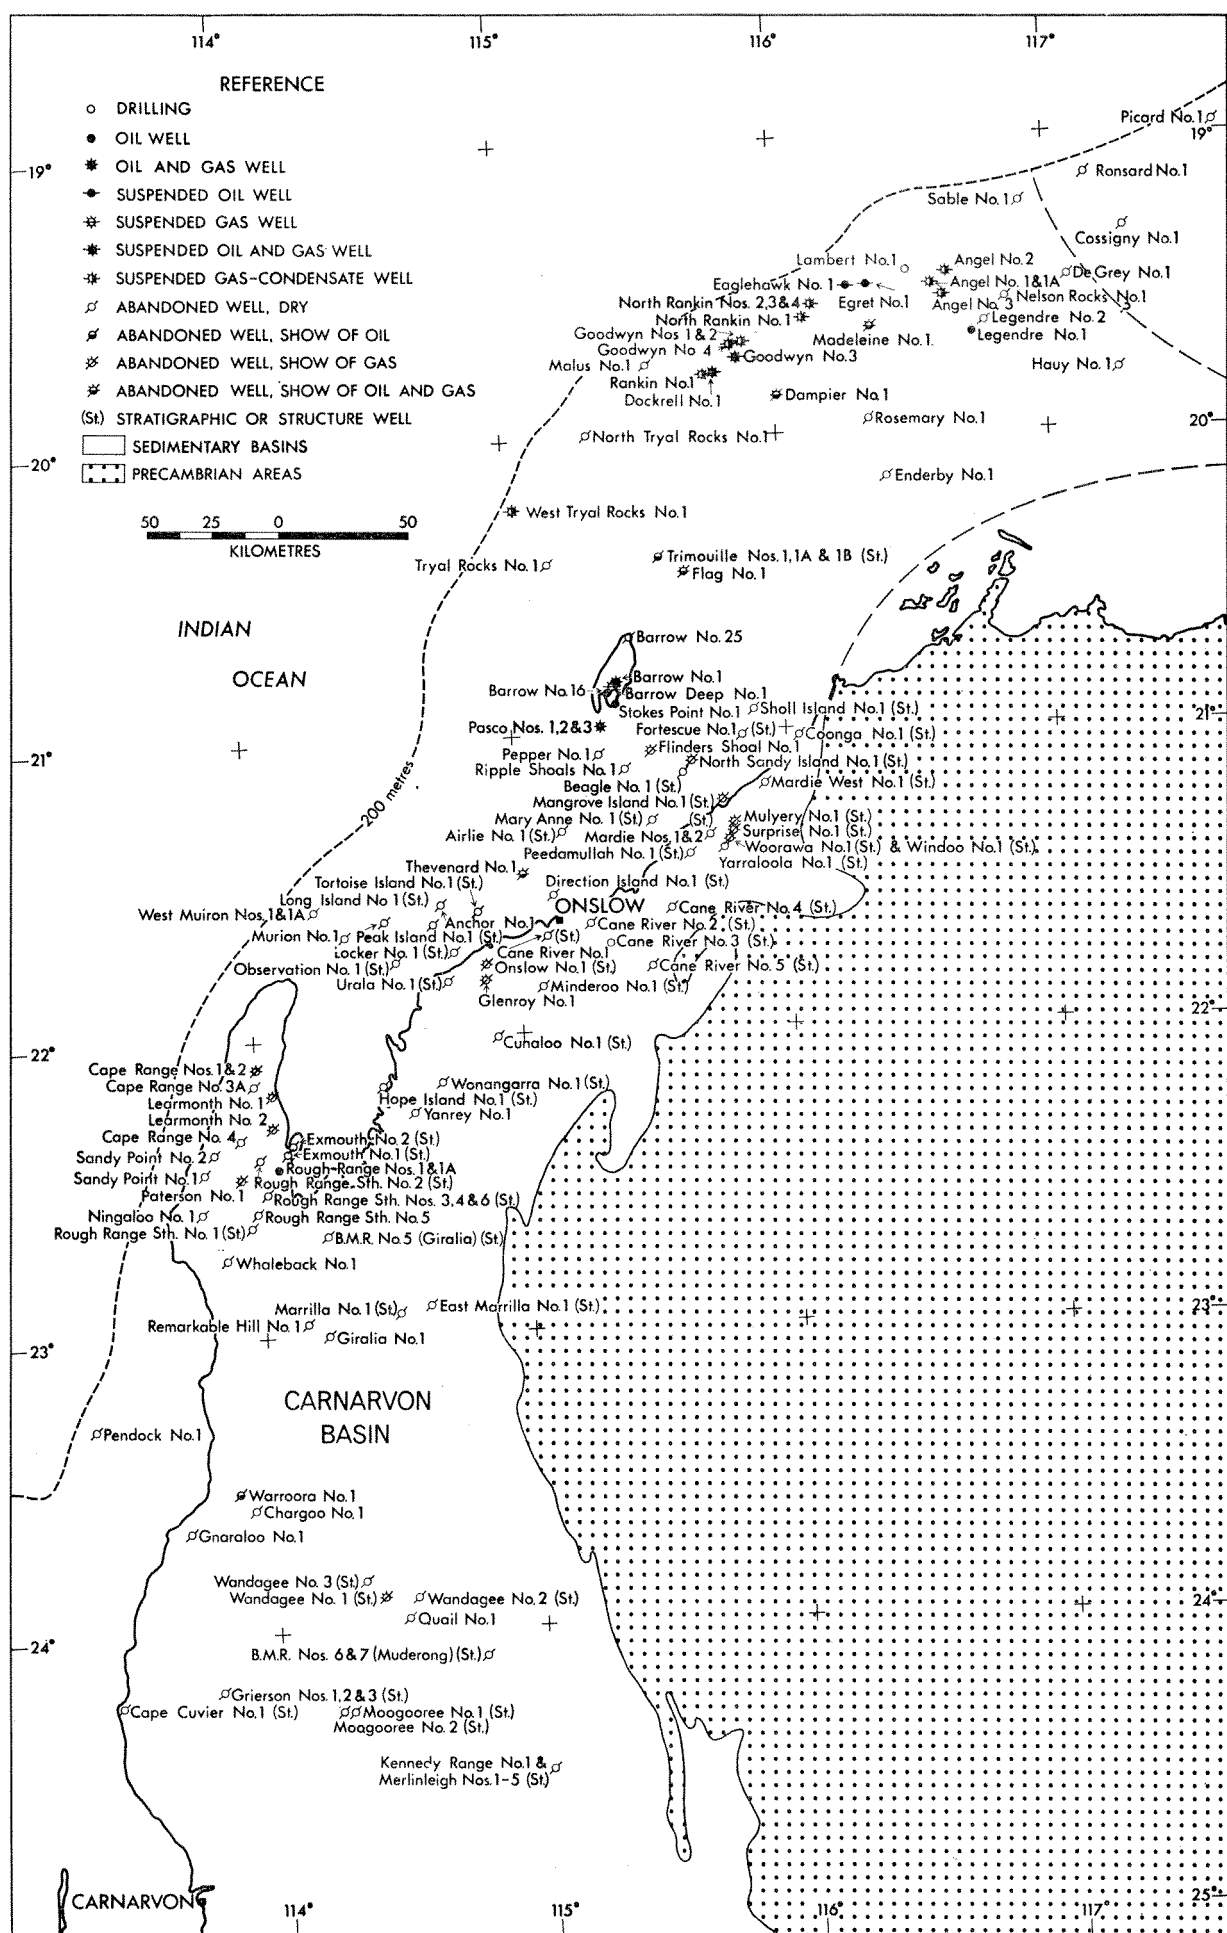 114°
115°
116°
117°
REFERENCE
DRILLING
OIL WELL
OIL AND GAS WELL
SUSPENDED OIL WELL
SUSPENDED GAS WELL
SUSPENDED OIL AND GAS WELL
SUSPENDED GAS-CONDENSATE WELL
ABANDONED WELL, DRY
ABANDONED WELL, SHOW OF OIL
ABANDONED WELL, SHOW OF GAS
ABANDONED WELL, SHOW OF OIL AND GAS
(St.) STRATIGRAPHIC OR STRUCTURE WELL
SEDIMENTARY BASINS
PRECAMBRIAN AREAS
50 25 0 50
KILOMETRES
Picard No.1
19°
19°
Ronsard No.1
Sable No.1
Cossigny No.1
Lambert No.1
Angel No.2
De Grey No.1
Eaglehawk No. 1
Angel No. 1&1A
North Rankin Nos. 2,3&4
Egret No.1
Angel No. 3
Nelson Rocks No.1
North Rankin No. 1
Legendre No. 2
Goodwyn Nos 1&2
Madeleine No.1.
Legendre No. 1
Goodwyn No 4
Goodwyn No.3
Malus No.1
Hauy No.1
Rankin No.1
Dockrell No.1
Dampier No.1
Rosemary No.1
20°
North Tryal Rocks No.1
20°
Enderby No.1
West Tryal Rocks No.1
Trimouille Nos.1,1A & 1B (St.)
Tryal Rocks No.1
Flag No.1
INDIAN
OCEAN
Barrow No.25
Barrow No.1
Barrow No.16
Barrow Deep No.1
Stokes Point No.1
Sholl Island No.1 (St.)
21°
Pasco Nos. 1,2&3
Fortescue No.1 (St.)
Coonga No.1 (St.)
Flinders Shoal No.1
Pepper No.1
North Sandy Island No.1 (St.)
21°
Ripple Shoals No.1
Beagle No.1 (St.)
Mardie West No.1 (St.)
Mangrove Island No.1 (St.)
200 metres
Mary Anne No. 1 (St.)
(St.)
Mulyery No.1 (St.)
Airlie No. 1 (St.)
Mardie Nos, 1&2
Surprise No.1 (St.)
Woorawa No.1 (St.) & Windoo No.1 (St.)
Peedamullah No. 1 (St.)
Yarraloola No.1 (St.)
Thevenard No.1
Tortoise Island No.1 (St.)
Direction Island No.1 (St.)
Long Island No 1 (St.)
ONSLOW
West Muiron Nos, 1&1A
Cane River No. 4 (St.)
Anchor No.1
Cane River No. 2 (St.)
Murion No.1
Peak Island No.1 (St.)
(St.)
Cane River No. 3 (St.)
Locker No. 1 (St.)
Cane River No.1
Observation No. 1 (St.)
Onslow No.1 (St.)
Cane River No. 5 (St.)
Urala No. 1 (St.)
Minderoo No.1 (St.)
Glenroy No.1
22°
Cunaloo No.1 (St.)
22°
Cape Range Nos. 1&2
Cape Range No. 3A
Wonangarra No. 1 (St.)
Learmonth No. 1
Hope Island No.1 (St.)
Yanrey No.1
Learmonth No. 2
Cape Range No. 4
Exmouth No. 2 (St.)
Sandy Point No. 2
Exmouth No.1 (St.)
Rough Range Nos. 1&1A
Sandy Point No.1
Rough Range Sth. No. 2 (St.)
Paterson No. 1
Rough Range Sth. Nos. 3,4&6 (St.)
Ningaloo No. 1
Rough Range Sth. No.5
Rough Range Sth. No. 1 (St.)
B.M.R. No.5 (Giralia) (St.)
Whaleback No.1
Marrilla No. 1 (St.)
East Marrilla No. 1 (St.)
23°
Remarkable Hill No. 1
Giralia No.1
23°
CARNARVON
BASIN
Pendock No. 1
Warroora No.1
Chargoo No. 1
Gnaraloo No.1
Wandagee No. 3 (St.)
Wandagee No. 1 (St.)
Wandagee No. 2 (St.)
24°
Quail No.1
24°
B.M.R. Nos. 6&7 (Muderong) (St.)
Grierson Nos. 1,2&3 (St.)
Cape Cuvier No.1 (St.)
Moogooree No. 1 (St.)
Moogooree No. 2 (St.)
Kennedy Range No.1 &
Merlinleigh Nos.1-5 (St.)
25°
CARNARVON
114°
115°
116°
117°